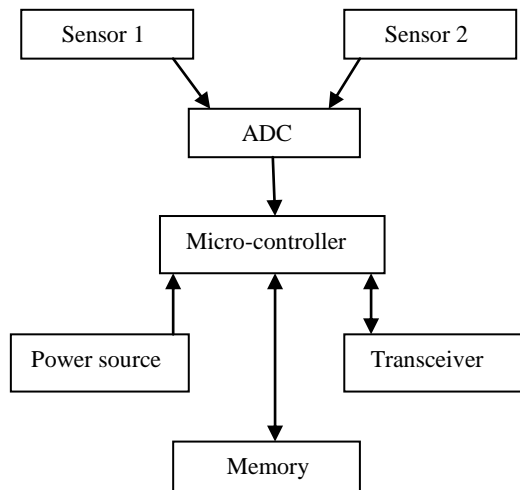 Sensor 1
Sensor 2
ADC
Micro-controller
Power source
Transceiver
Memory